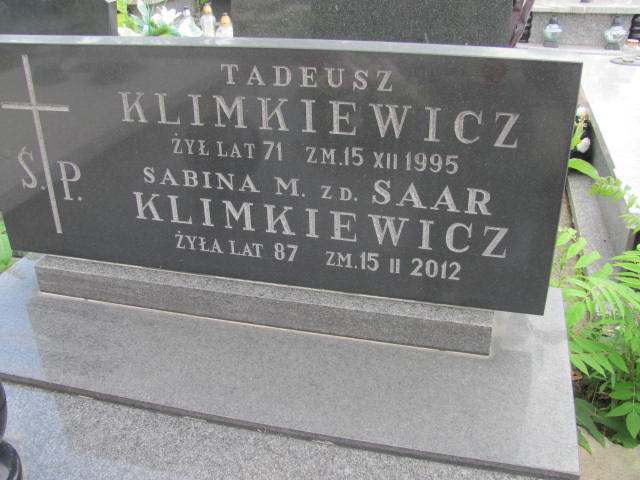 Ś. P.
TADEUSZ
KLIMKIEWICZ
ŻYŁ LAT 71 ZM. 15 XII 1995
SABINA M. ZD. SAAR
KLIMKIEWICZ
ŻYŁA LAT 87 ZM. 15 II 2012